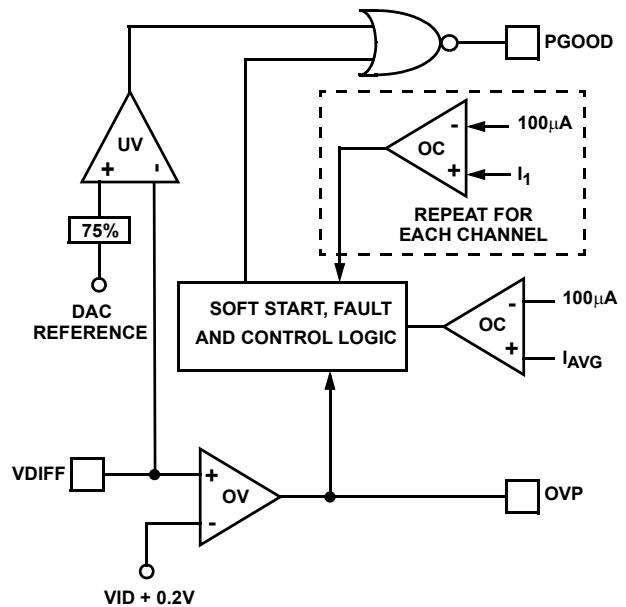 PGOOD
UV
+ -
75%
DAC
REFERENCE
-
OC
+
100µA
I1
REPEAT FOR
EACH CHANNEL
SOFT START, FAULT
AND CONTROL LOGIC
-
OC
+
100µA
IAVG
VDIFF
+
OV
-
OVP
VID + 0.2V